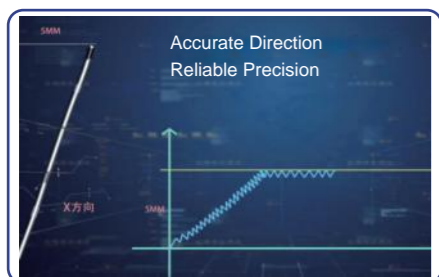 5MM
Accurate Direction
Reliable Precision
X方向
5MM